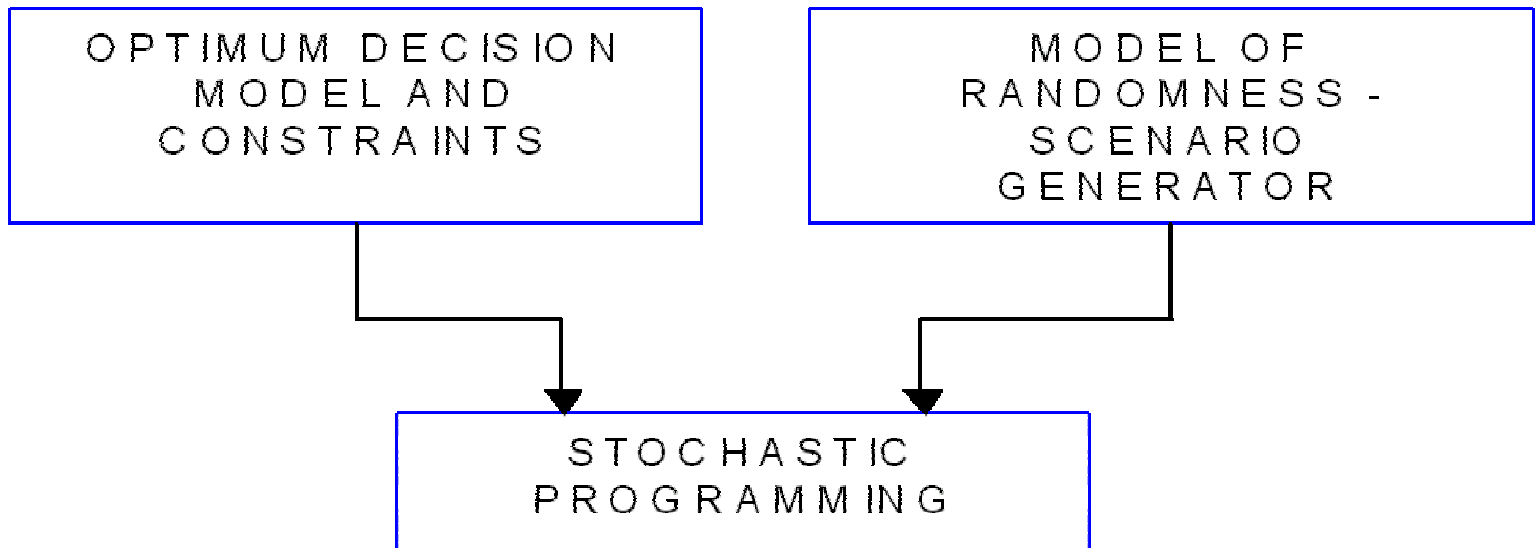 OPTIMUM DECISION
MODEL AND
CONSTRAINTS
MODEL OF
RANDOMNESS -
SCENARIO
GENERATOR
STOCHASTIC
PROGRAMMING